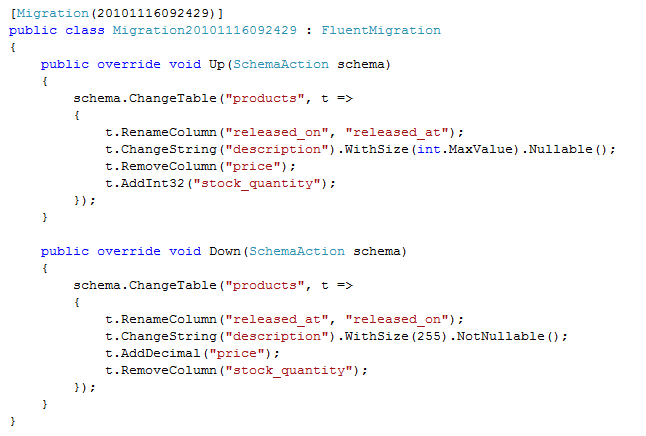 [Migration(20101116092429)]
public class Migration20101116092429 : FluentMigration
{
    public override void Up(SchemaAction schema)
    {
        schema.ChangeTable("products", t =>
        {
            t.RenameColumn("released_on", "released_at");
            t.ChangeString("description").WithSize(int.MaxValue).Nullable();
            t.RemoveColumn("price");
            t.AddInt32("stock_quantity");
        });
    }

    public override void Down(SchemaAction schema)
    {
        schema.ChangeTable("products", t =>
        {
            t.RenameColumn("released_at", "released_on");
            t.ChangeString("description").WithSize(255).NotNullable();
            t.AddDecimal("price");
            t.RemoveColumn("stock_quantity");
        });
    }
}